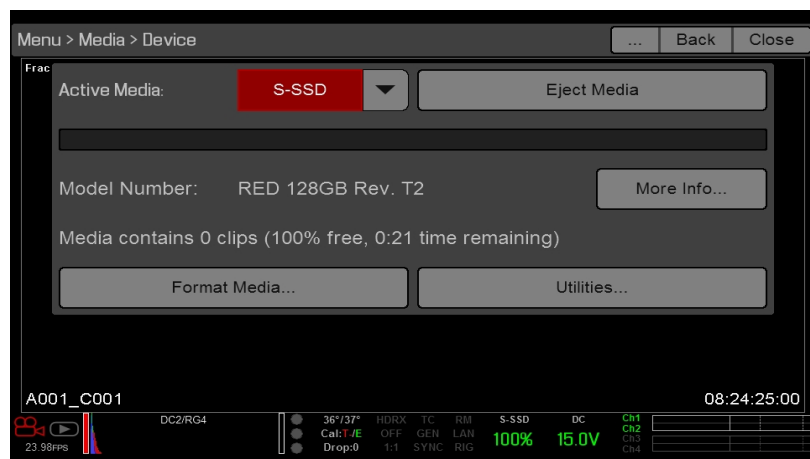 Menu > Media > Device
...
Back
Close
Frac
Active Media:
S-SSD
Eject Media
Model Number:
RED 128GB Rev. T2
More Info...
Media contains 0 clips (100% free, 0:21 time remaining)
Format Media...
Utilities...
A001_C001
08:24:25:00
23.98FPS
DC2/RG4
36°/37°
Cal:T/E
Drop:0
HDRX
OFF
1:1
TC
GEN
SYNC
RM
LAN
RIG
S-SSD
100%
DC
15.0V
Ch1
Ch2
Ch3
Ch4